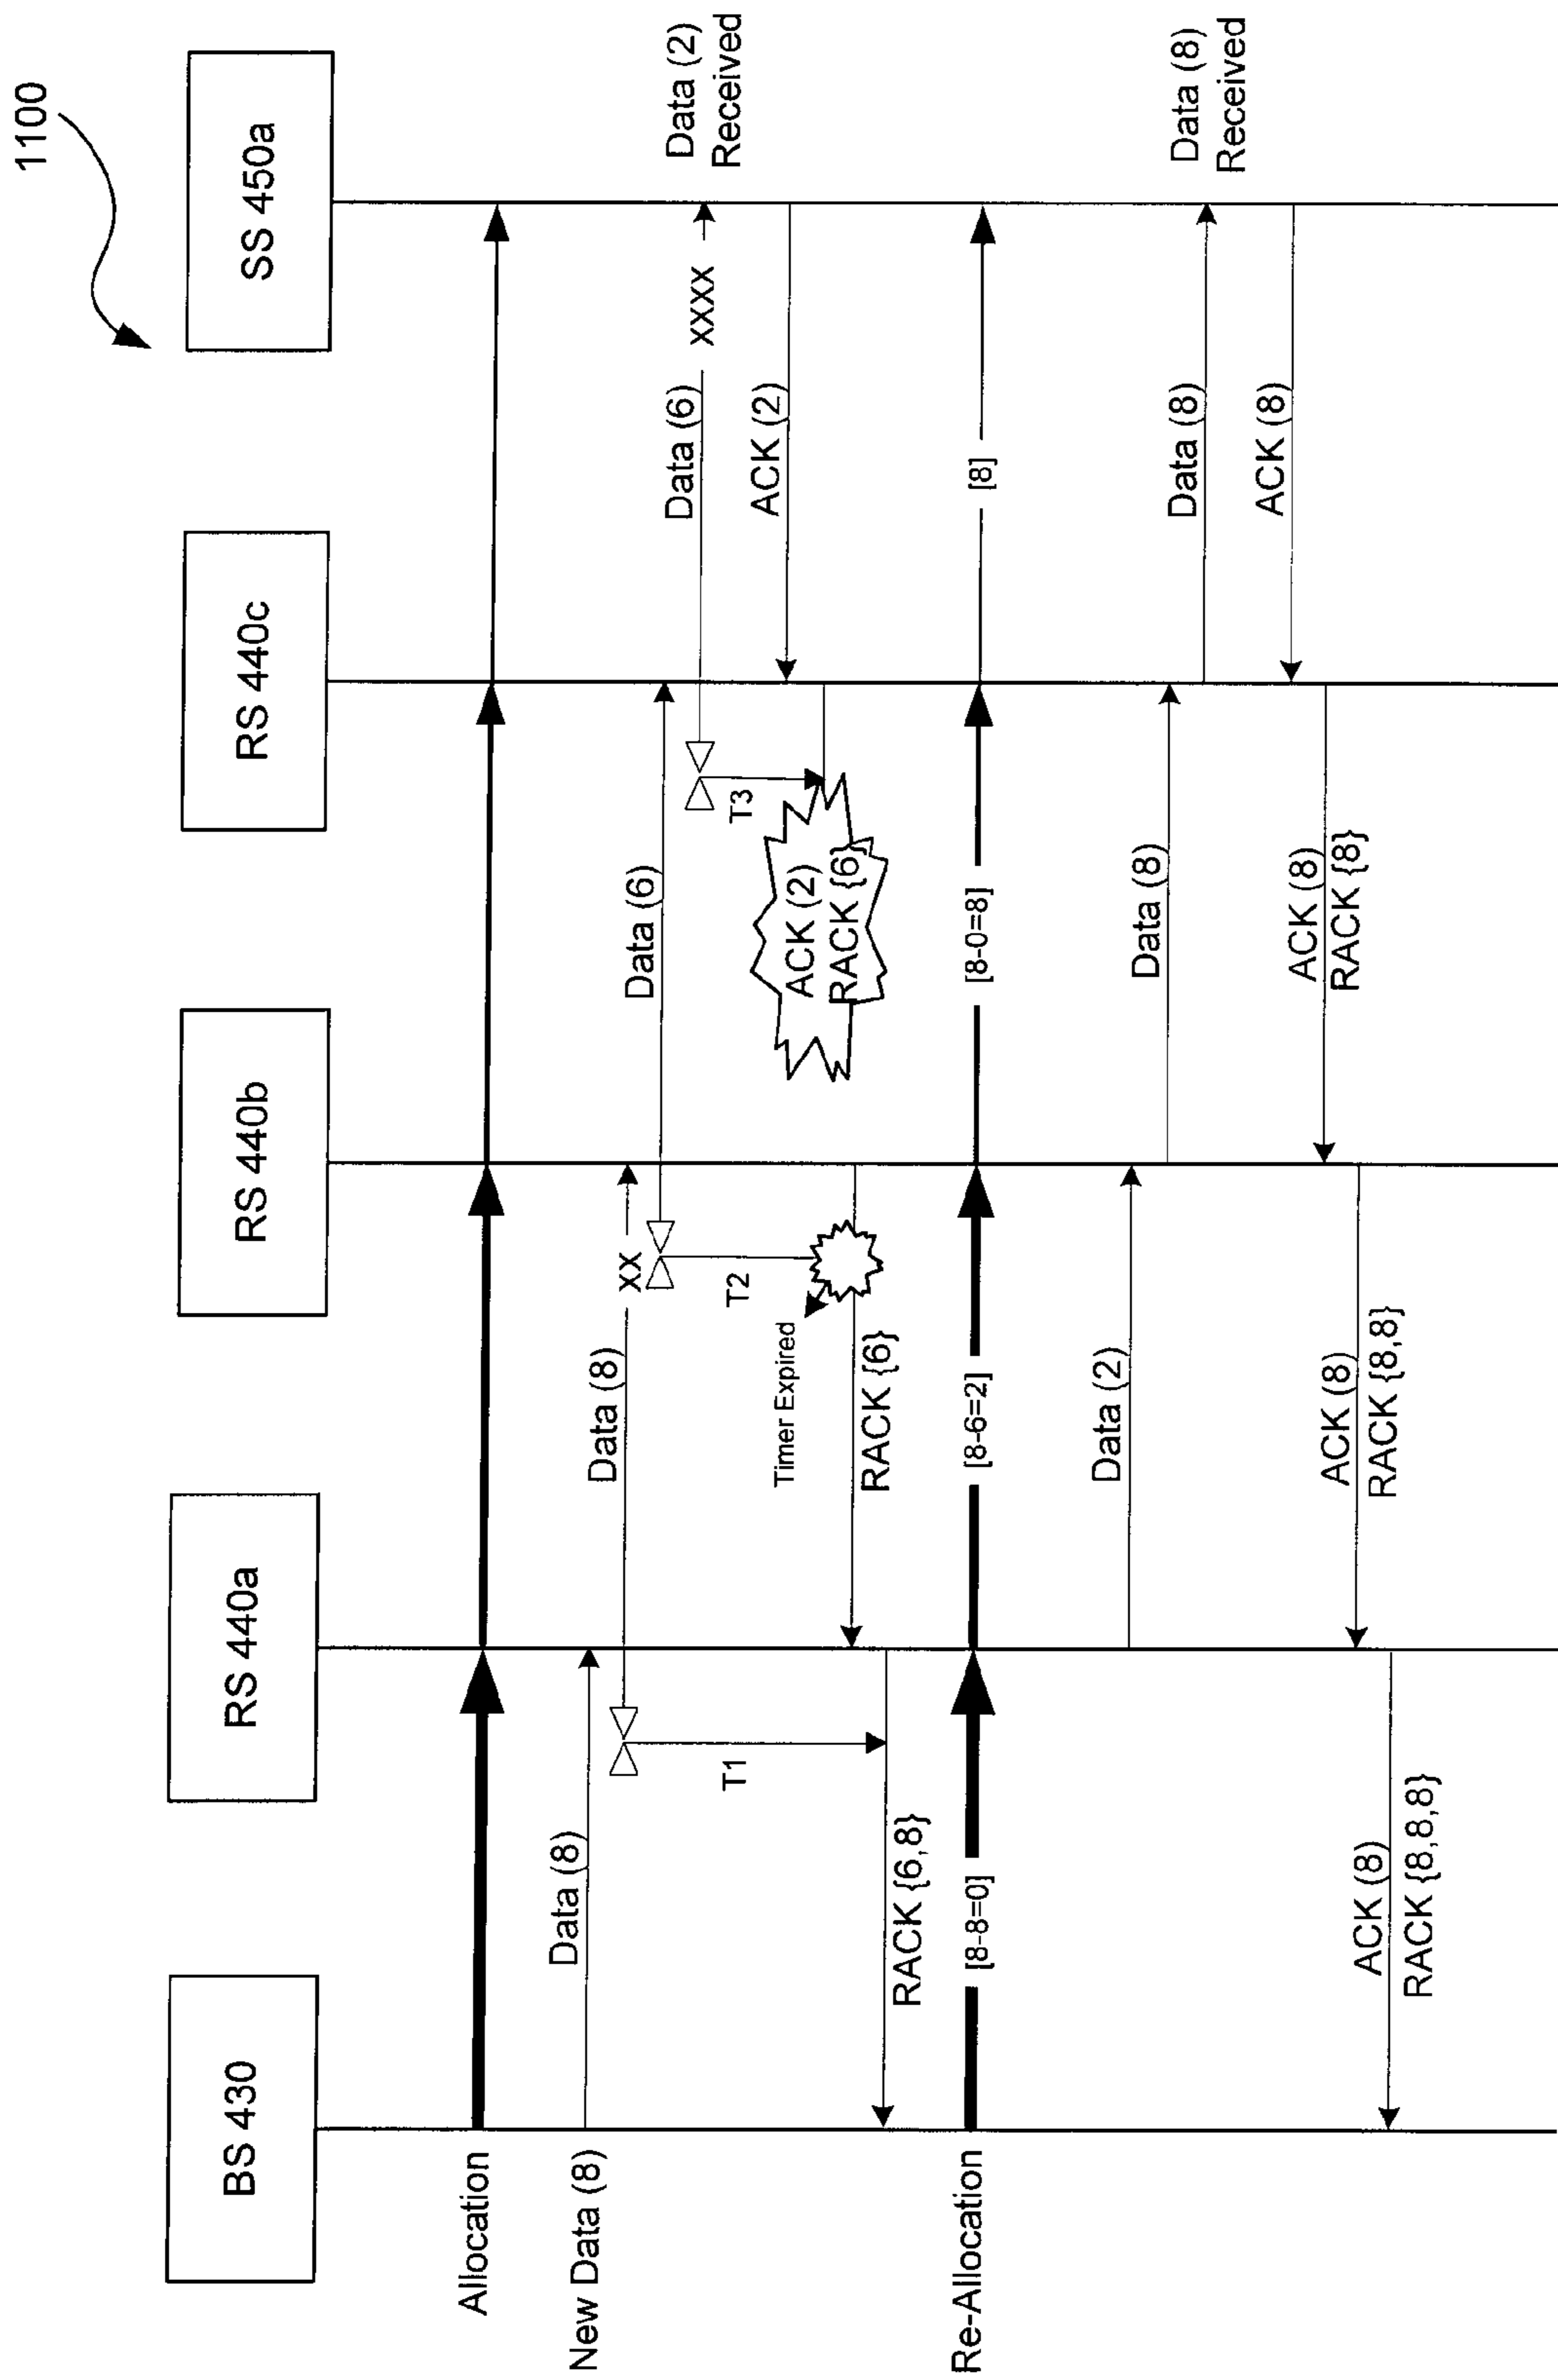 1100
BS 430
RS 440a
RS 440b
RS 440c
SS 450a
Allocation
New Data (8)
Data (8)
Data (8)
XX
Data (6)
Data (6)
XXXX
Data (2)
Received
T1
T2
T3
ACK (2)
ACK (2)
RACK {6}
Timer Expired
RACK {6}
RACK {6,8}
Re-Allocation
[8-8=0]
[8-6=2]
[8-0=8]
[8]
Data (2)
Data (8)
Data (8)
Data (8)
Received
ACK (8)
ACK (8)
RACK {8}
ACK (8)
RACK {8,8}
ACK (8)
RACK {8,8,8}